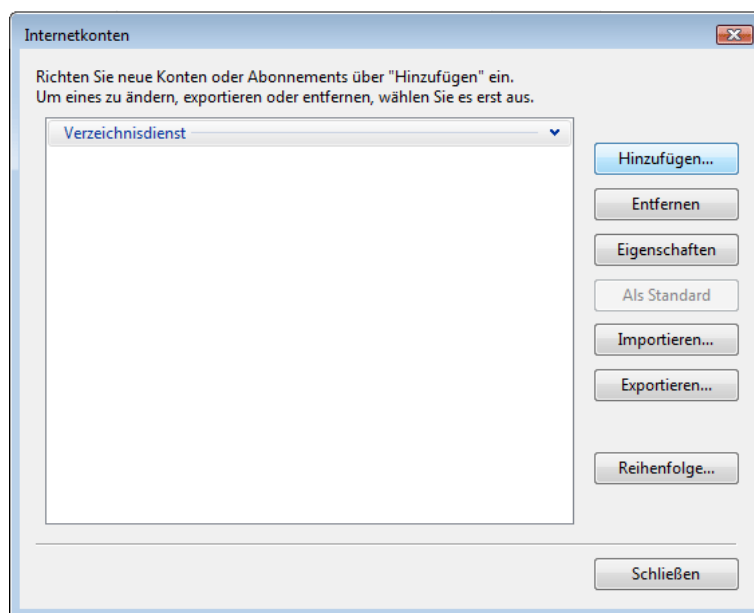 Internetkonten
Richten Sie neue Konten oder Abonnements über "Hinzufügen" ein.
Um eines zu ändern, exportieren oder entfernen, wählen Sie es erst aus.
Verzeichnisdienst
Hinzufügen...
Entfernen
Eigenschaften
Als Standard
Importieren...
Exportieren...
Reihenfolge...
Schließen